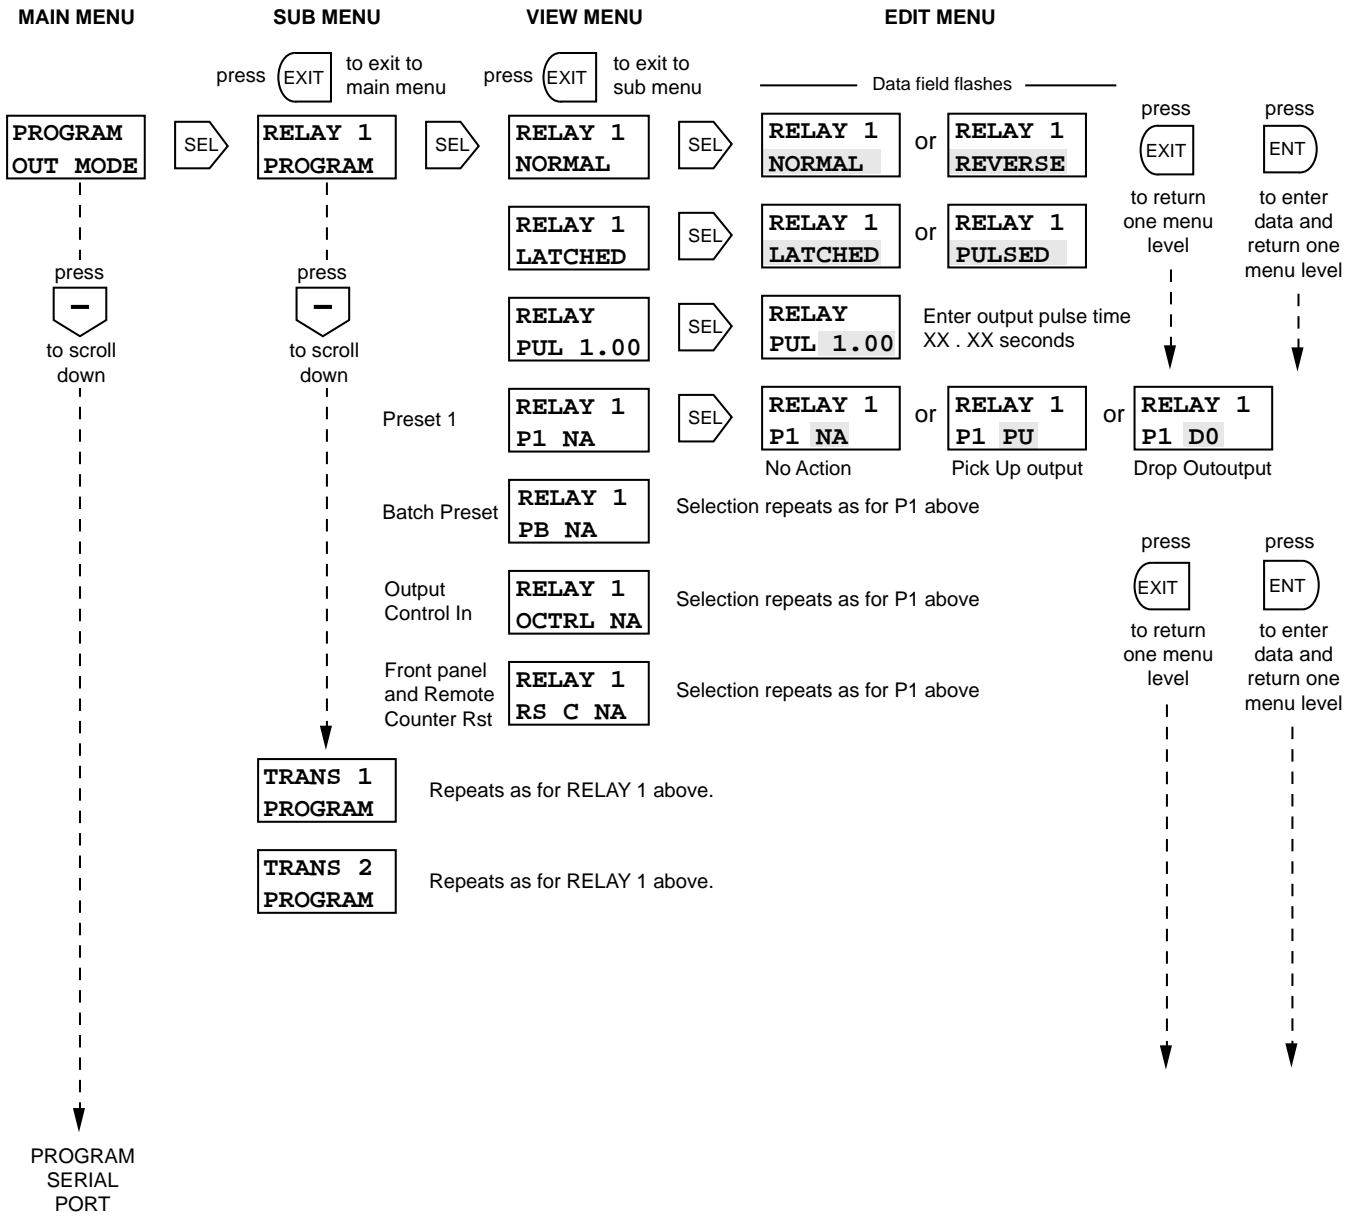 MAIN MENU
SUB MENU
VIEW MENU
EDIT MENU
press EXIT to exit to
main menu
press EXIT to exit to
sub menu
Data field flashes
press
EXIT
to return
one menu
level
press
ENT
to enter
data and
return one
menu level
PROGRAM
OUT MODE
SEL
RELAY 1
PROGRAM
SEL
RELAY 1
NORMAL
SEL
RELAY 1
NORMAL
or
RELAY 1
REVERSE
RELAY 1
LATCHED
SEL
RELAY 1
LATCHED
or
RELAY 1
PULSED
press
–
to scroll
down
press
–
to scroll
down
RELAY
PUL 1.00
SEL
RELAY
PUL 1.00
Enter output pulse time
XX . XX seconds
Preset 1
RELAY 1
P1 NA
SEL
RELAY 1
P1 NA
No Action
or
RELAY 1
P1 PU
Pick Up output
or
RELAY 1
P1 D0
Drop Outoutput
Batch Preset
RELAY 1
PB NA
Selection repeats as for P1 above
Output
Control In
RELAY 1
OCTRL NA
Selection repeats as for P1 above
Front panel
and Remote
Counter Rst
RELAY 1
RS C NA
Selection repeats as for P1 above
press
EXIT
to return
one menu
level
press
ENT
to enter
data and
return one
menu level
TRANS 1
PROGRAM
Repeats as for RELAY 1 above.
TRANS 2
PROGRAM
Repeats as for RELAY 1 above.
PROGRAM
SERIAL
PORT